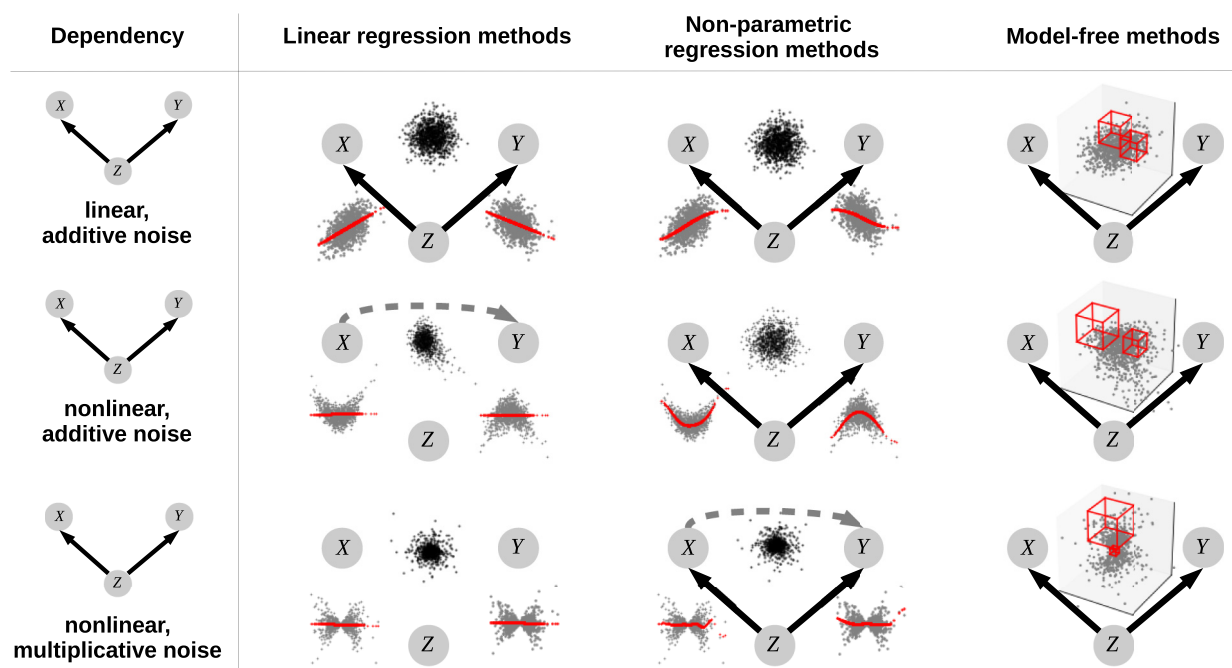 Dependency
Linear regression methods
Non-parametric
regression methods
Model-free methods
X
Y
Z
linear,
additive noise
X
Y
Z
X
Y
Z
X
Y
Z
X
Y
Z
nonlinear,
additive noise
X
Y
Z
X
Y
Z
X
Y
Z
X
Y
Z
nonlinear,
multiplicative noise
X
Y
Z
X
Y
Z
X
Y
Z